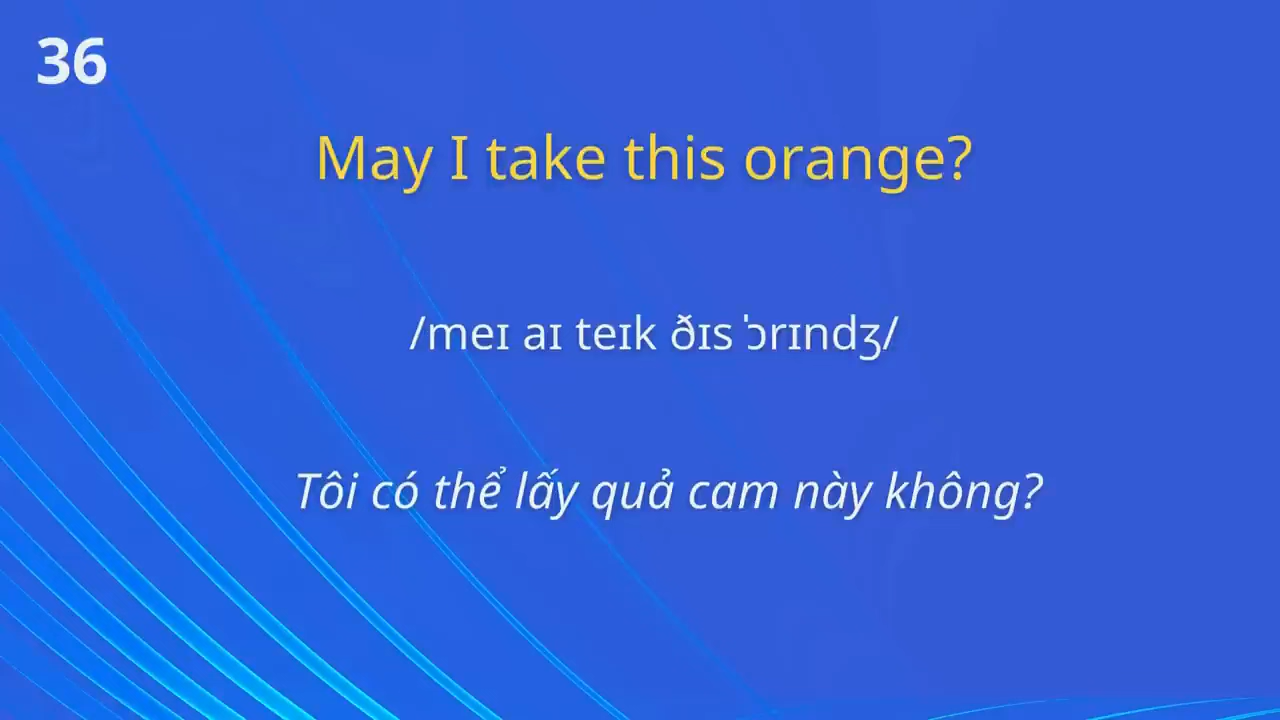 36
May I take this orange?
/meɪ aɪ teɪk ðɪs ˈɔrɪndʒ/
Tôi có thể lấy quả cam này không?